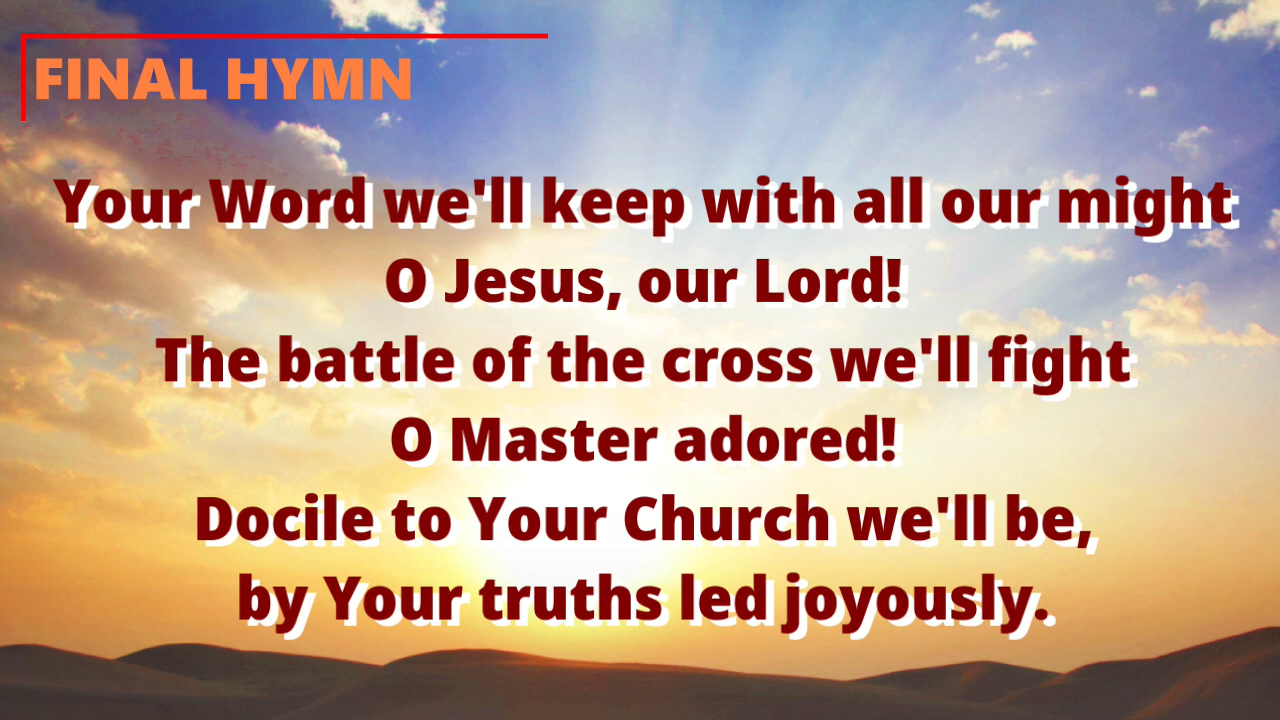 FINAL HYMN
Your Word we'll keep with all our might
O Jesus, our Lord!
The battle of the cross we'll fight
O Master adored!
Docile to Your Church we'll be,
by Your truths led joyously.